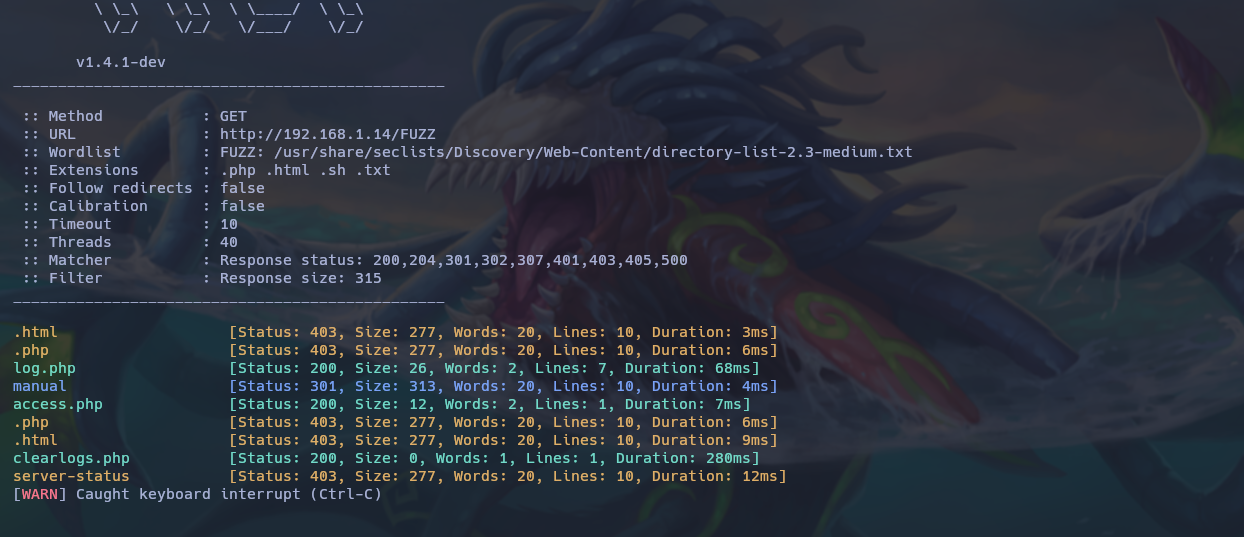 \ \_\   \ \_\  \ \____/  \ \_\
  \/_/    \/_/   \/___/    \/_/
v1.4.1-dev
________________________________________________
:: Method           : GET
:: URL              : http://192.168.1.14/FUZZ
:: Wordlist         : FUZZ: /usr/share/seclists/Discovery/Web-Content/directory-list-2.3-medium.txt
:: Extensions       : .php .html .sh .txt
:: Follow redirects : false
:: Calibration      : false
:: Timeout          : 10
:: Threads          : 40
:: Matcher          : Response status: 200,204,301,302,307,401,403,405,500
:: Filter           : Response size: 315
________________________________________________
.html                   [Status: 403, Size: 277, Words: 20, Lines: 10, Duration: 3ms]
.php                    [Status: 403, Size: 277, Words: 20, Lines: 10, Duration: 6ms]
log.php                 [Status: 200, Size: 26, Words: 2, Lines: 7, Duration: 68ms]
manual                  [Status: 301, Size: 313, Words: 20, Lines: 10, Duration: 4ms]
access.php              [Status: 200, Size: 12, Words: 2, Lines: 1, Duration: 7ms]
.php                    [Status: 403, Size: 277, Words: 20, Lines: 10, Duration: 6ms]
.html                   [Status: 403, Size: 277, Words: 20, Lines: 10, Duration: 9ms]
clearlogs.php           [Status: 200, Size: 0, Words: 1, Lines: 1, Duration: 280ms]
server-status           [Status: 403, Size: 277, Words: 20, Lines: 10, Duration: 12ms]
[WARN] Caught keyboard interrupt (Ctrl-C)